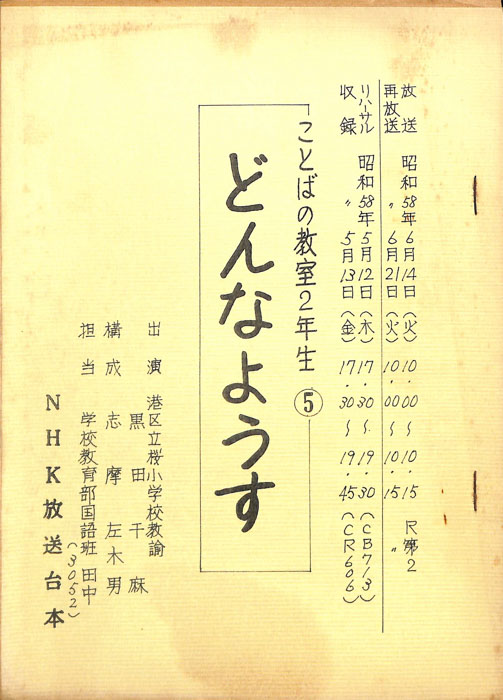 放送 昭和58年6月14日(火)10.00〜10.15 R第2
再放送 〃 6月21日(火)10.00〜10.15 〃
リハーサル 昭和58年5月12日(木)17.30〜19.30(CB713)
収録 〃 5月13日(金)17.30〜19.45(CR606)
ことばの教室2年生 ⑤
どんなようす
出演 港区立桜小学校教諭
黒田千麻
構成 志摩左木男
担当 学校教育部国語班 田中
(3052)
NHK放送台本